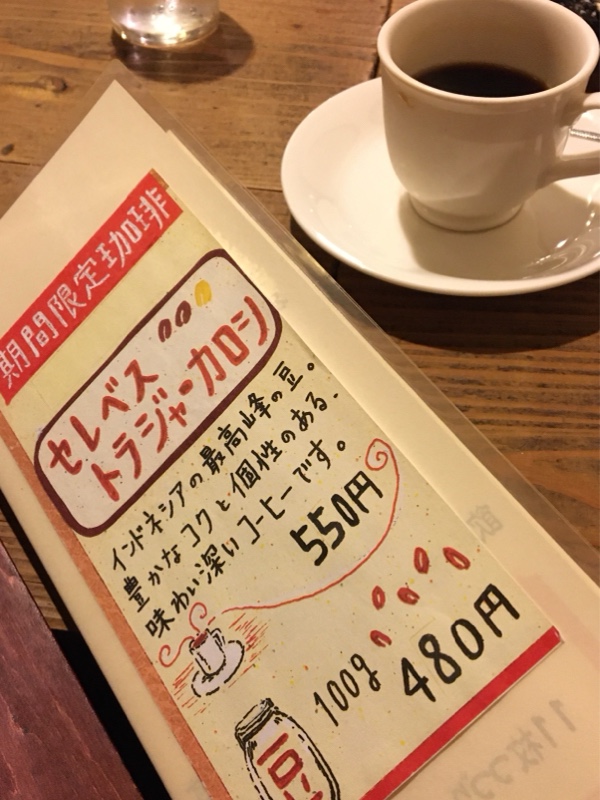 期間限定珈琲
セレベス
トラジャーカロシ
インドネシアの最高峰の豆。
豊かなコクと個性のある、
味わい深いコーヒーです。
550円
100g 480円
豆